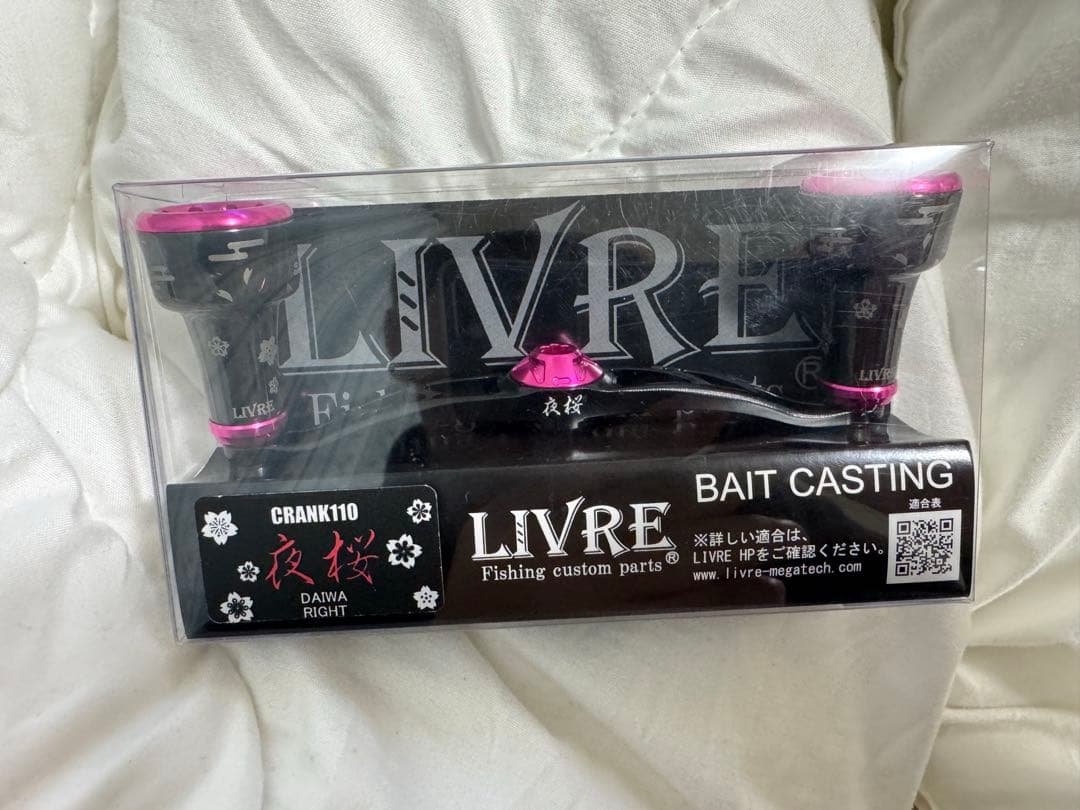 LIVRE®
LIVRE
LIVRE
夜桜
BAIT CASTING
適合表
CRANK110
夜桜
DAIWA
RIGHT
LIVRE®
Fishing custom parts
※詳しい適合は、
LIVRE HPをご確認ください。
www.livre-megatech.com